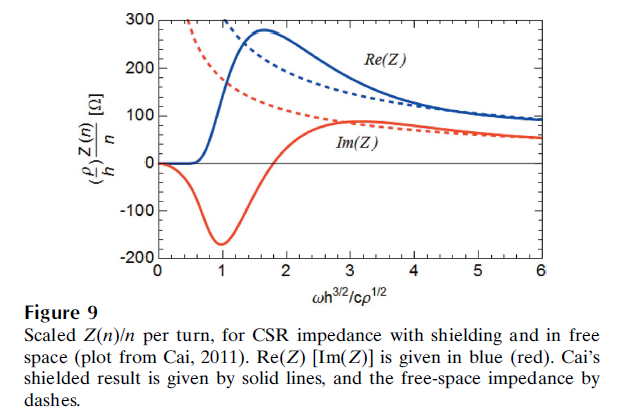 300
200
100
0
-100
-200
0 1 2 3 4 5 6
(ρ/h) Z(n)/n [Ω]
Re(Z)
Im(Z)
ωh^3/2/cρ^1/2
Figure 9
Scaled Z(n)/n per turn, for CSR impedance with shielding and in free
space (plot from Cai, 2011). Re(Z) [Im(Z)] is given in blue (red). Cai's
shielded result is given by solid lines, and the free-space impedance by
dashes.